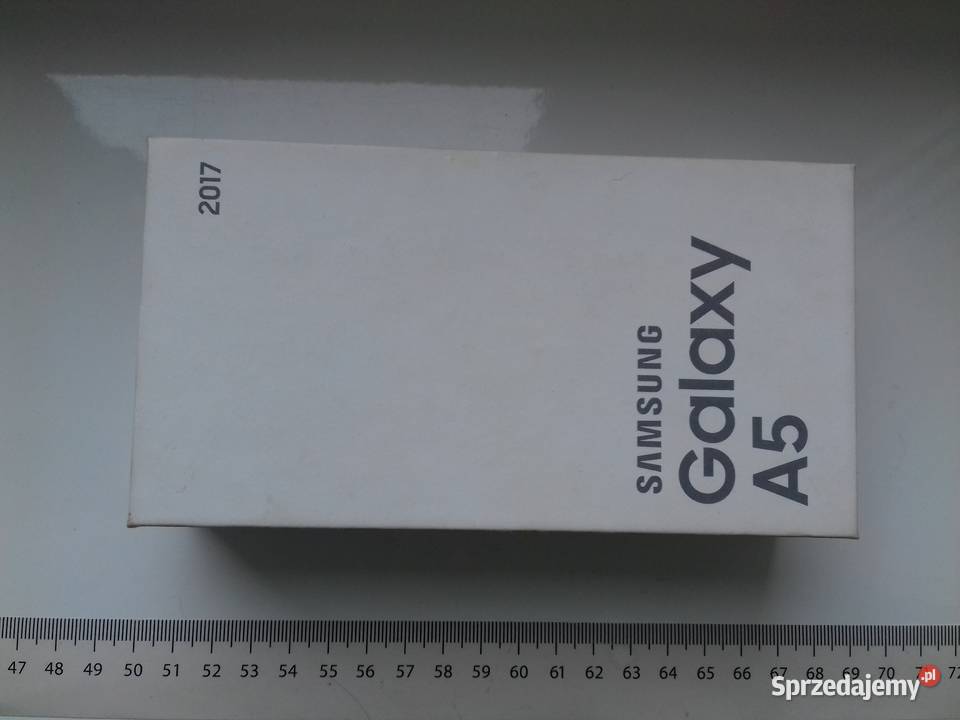 2017
SAMSUNG
Galaxy
A5
47 48 49 50 51 52 53 54 55 56 57 58 59 60 61 62 63 64 65 66 67 68 69 70 72
Sprzedajemy.pl